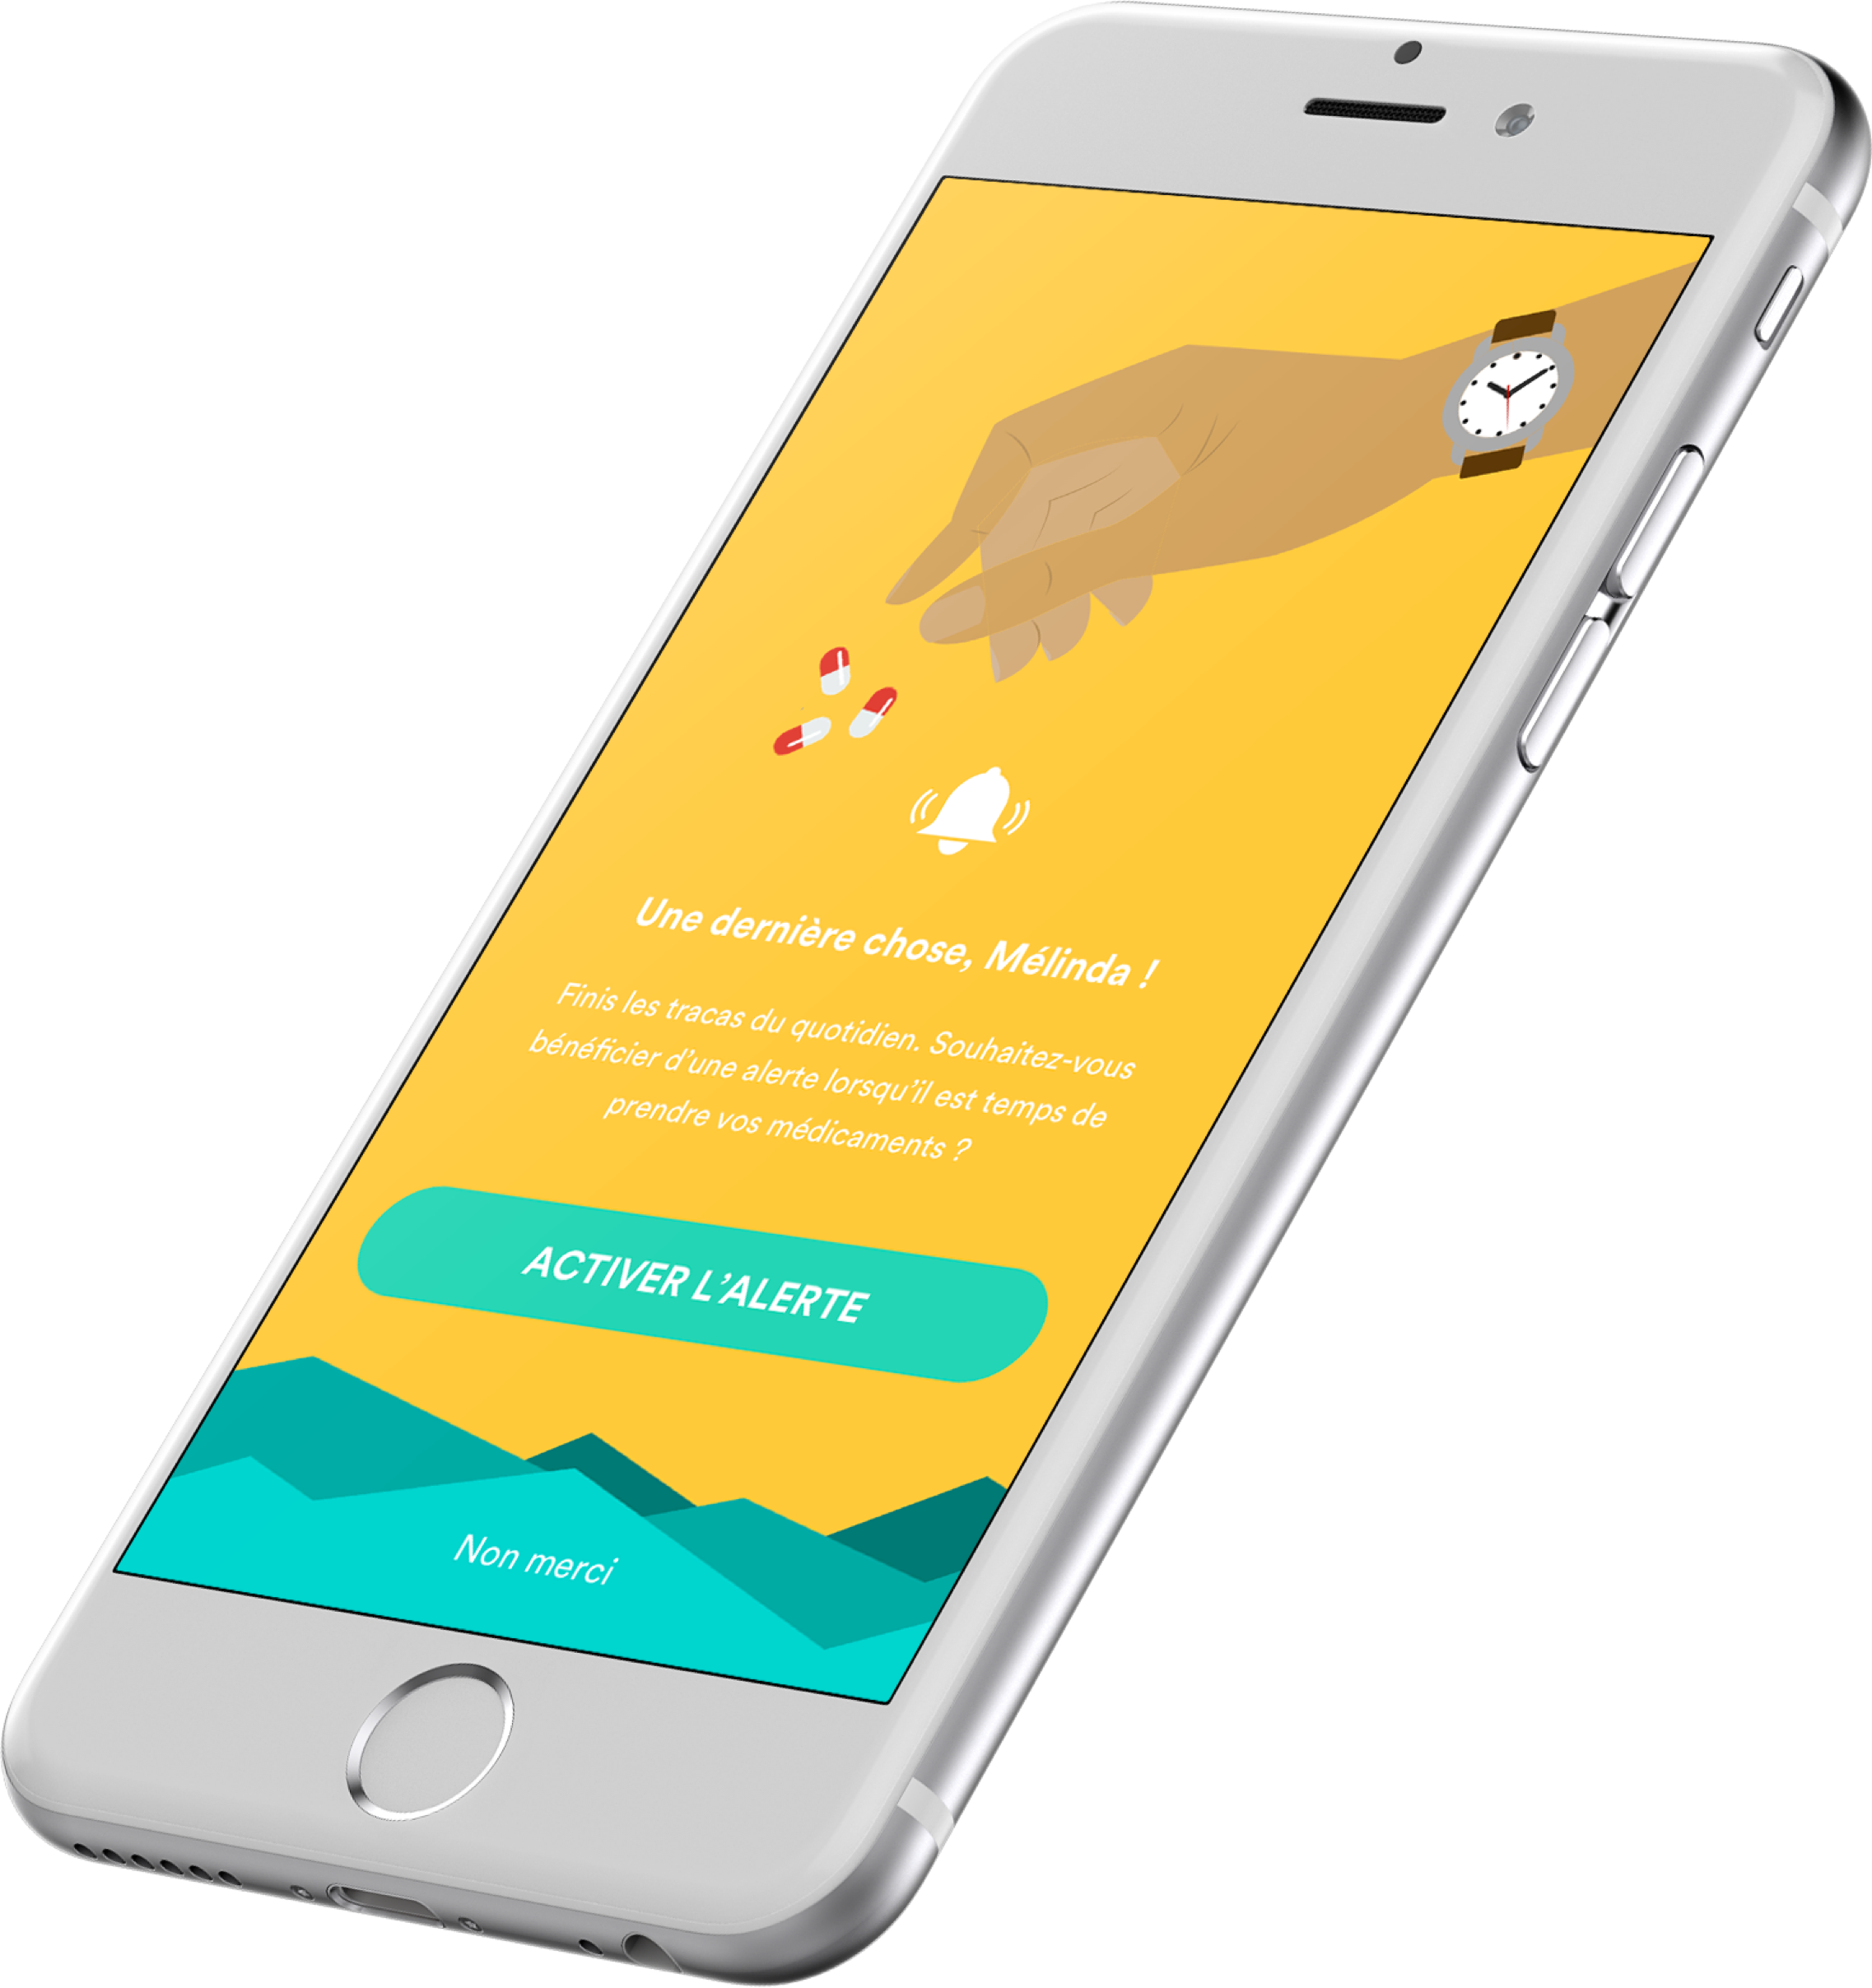 Une dernière chose, Mélinda !
Finis les tracas du quotidien. Souhaitez-vous
bénéficier d’une alerte lorsqu’il est temps de
prendre vos médicaments ?
ACTIVER L’ALERTE
Non merci